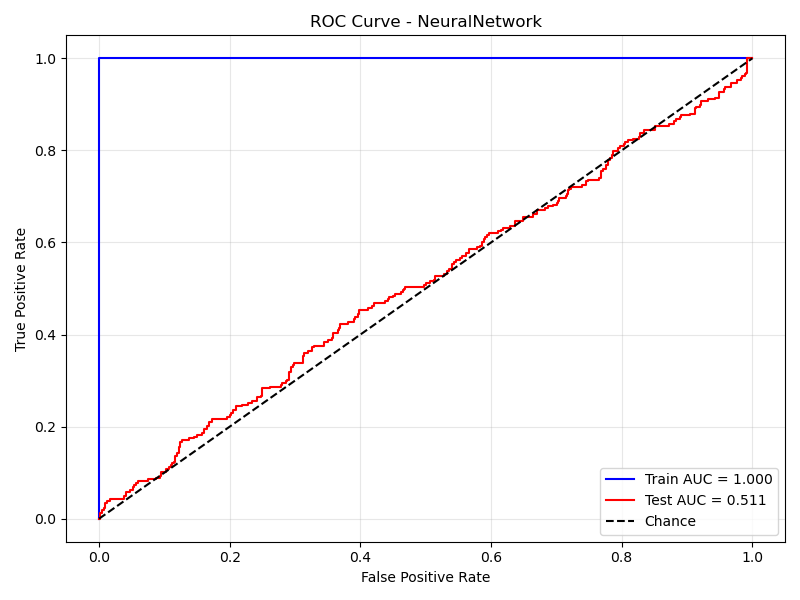 ROC Curve - NeuralNetwork
True Positive Rate
1.0
0.8
0.6
0.4
0.2
0.0
Train AUC = 1.000
Test AUC = 0.511
Chance
0.0 0.2 0.4 0.6 0.8 1.0
False Positive Rate